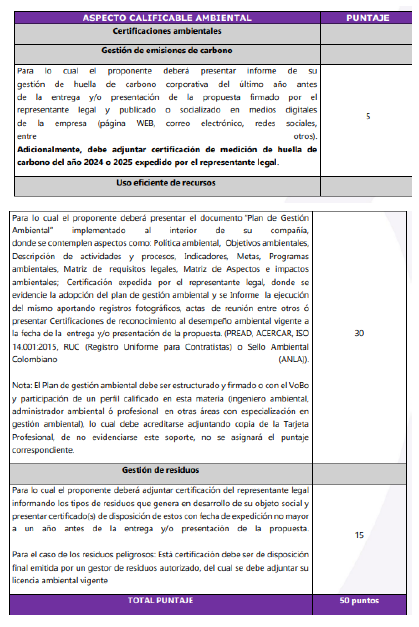 ASPECTO CALIFICABLE AMBIENTAL PUNTAJE
Certificaciones ambientales
Gestión de emisiones de carbono
Para lo cual el proponente deberá presentar informe de su
gestión de huella de carbono corporativa del último año antes
de la entrega y/o presentación de la propuesta firmado por el
representante legal y publicado o socializado en medios digitales
de la empresa (página WEB, correo electrónico, redes sociales,
entre otros).
Adicionalmente, debe adjuntar certificación de medición de huella de
carbono del año 2024 o 2025 expedido por el representante legal.
5
Uso eficiente de recursos
Para lo cual el proponente deberá presentar el documento "Plan de Gestión
Ambiental" implementado al interior de su compañía,
donde se contemplen aspectos como: Política ambiental, Objetivos ambientales,
Descripción de actividades y procesos, Indicadores, Metas, Programas
ambientales, Matriz de requisitos legales, Matriz de Aspectos e impactos
ambientales; Certificación expedida por el representante legal, donde se
evidencie la adopción del plan de gestión ambiental y se Informe la ejecución
del mismo aportando registros fotográficos, actas de reunión entre otros ó
presentar Certificaciones de reconocimiento al desempeño ambiental vigente a
la fecha de la entrega y/o presentación de la propuesta. (PREAD, ACERCAR, ISO
14.001:2015, RUC (Registro Uniforme para Contratistas) o Sello Ambiental
Colombiano (ANLA)).
30
Nota: El Plan de gestión ambiental debe ser estructurado y firmado o con el VoBo
y participación de un perfil calificado en esta materia (ingeniero ambiental,
administrador ambiental ó profesional en otras áreas con especialización en
gestión ambiental), lo cual debe acreditarse adjuntando copia de la Tarjeta
Profesional, de no evidenciarse este soporte, no se asignará el puntaje
correspondiente.
Gestión de residuos
Para lo cual el proponente deberá adjuntar certificación del representante legal
informando los tipos de residuos que genera en desarrollo de su objeto social y
presentar certificado(s) de disposición de estos con fecha de expedición no mayor
a un año antes de la entrega y/o presentación de la propuesta.
15
Para el caso de los residuos peligrosos: Está certificación debe ser de disposición
final emitida por un gestor de residuos autorizado, del cual se debe adjuntar su
licencia ambiental vigente
TOTAL PUNTAJE 50 puntos